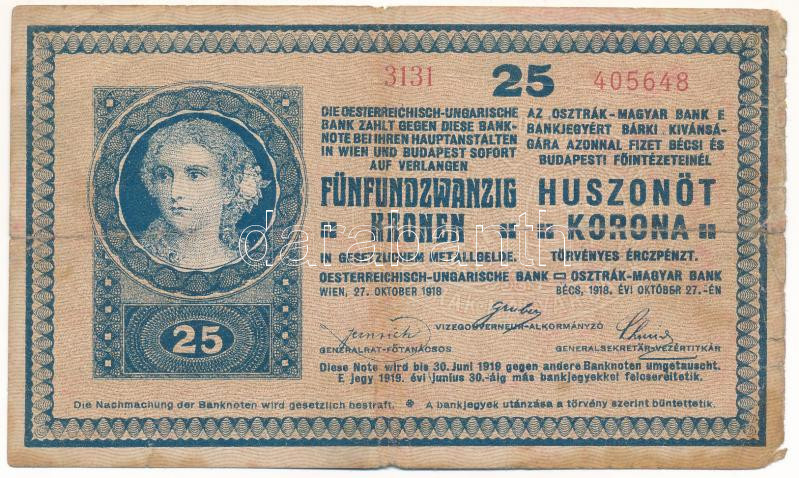 3131 25 405648
DIE OESTERREICHISCH-UNGARISCHE
BANK ZAHLT GEGEN DIESE BANK-
NOTE BEI IHREN HAUPTANSTALTEN
IN WIEN UND BUDAPEST SOFORT
AUF VERLANGEN
FÜNFUNDZWANZIG
KRONEN
IN GESETZLICHEM METALLGELDE.
AZ OSZTRÁK-MAGYAR BANK E
BANKJEGYÉRT BÁRKI KIVÁNSÁ-
GÁRA AZONNAL FIZET BÉCSI ÉS
BUDAPESTI FŐINTÉZETEINÉL
HUSZONÖT
KORONA
TÖRVÉNYES ÉRCZPÉNZT.
OESTERREICHISCH-UNGARISCHE BANK OSZTRÁK-MAGYAR BANK
WIEN, 27. OKTOBER 1918 BÉCS, 1918. ÉVI OKTÓBER 27.-ÉN
Gruber
VIZEGOUVERNEUR-ALKORMÁNYZÓ
GENERALRAT-FŐTANÁCSOS GENERALSEKRETÄR-VEZÉRTITKÁR
25
Diese Note wird bis 30. Juni 1919 gegen andere Banknoten umgetauscht.
E jegy 1919. évi junius 30.-áig más bankjegyekkel felcseréltetik.
Die Nachmachung der Banknoten wird gesetzlich bestraft. A bankjegyek utánzása a törvény szerint büntettetik.
darabanth